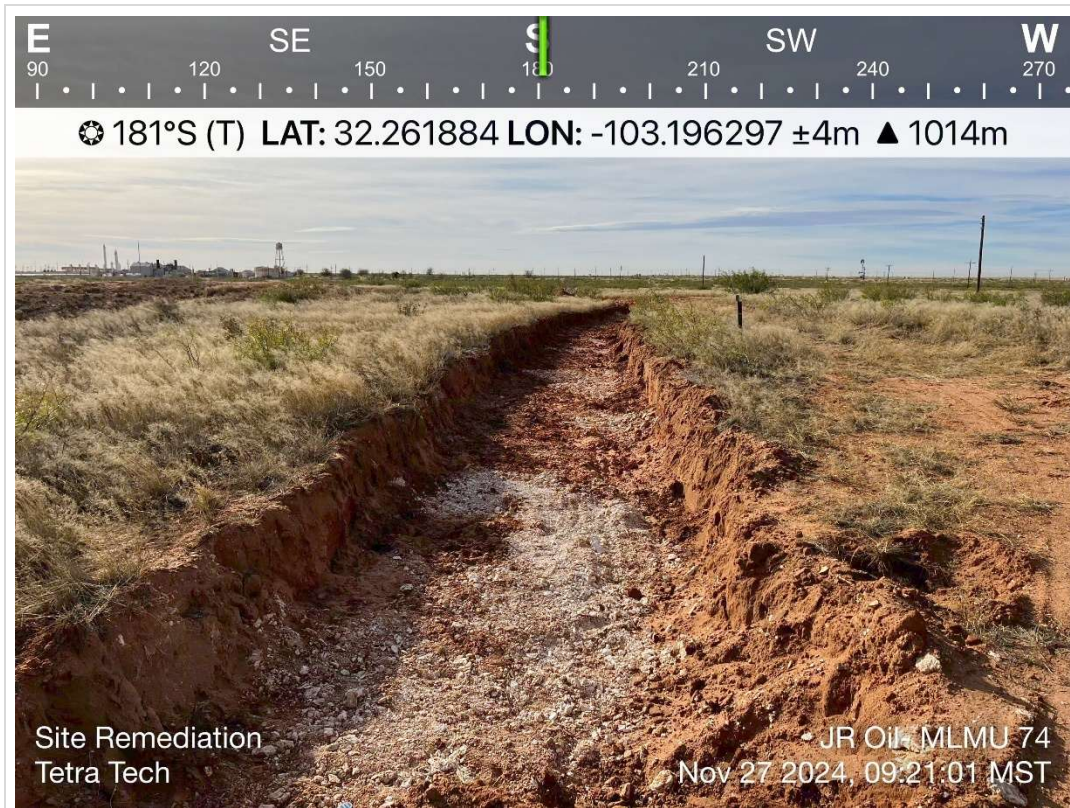 E SE S SW W
90 120 150 180 210 240 270
181°S (T) LAT: 32.261884 LON: -103.196297 ±4m ▲ 1014m
Site Remediation
Tetra Tech
JR Oil- MLMU 74
Nov 27 2024, 09:21:01 MST